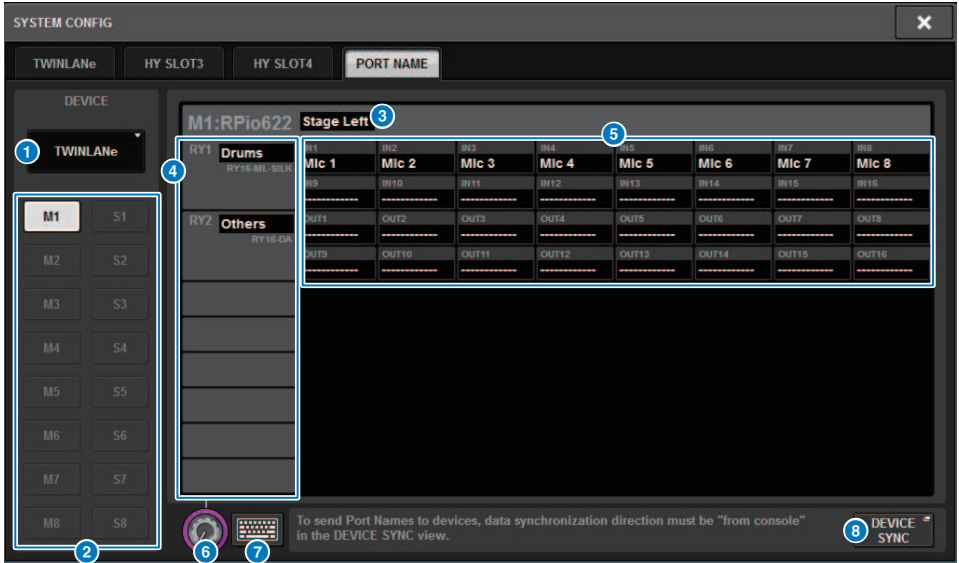 SYSTEM CONFIG
TWINLANe HY SLOT3 HY SLOT4 PORT NAME
DEVICE
1 TWINLANe
M1 S1
M2 S2
M3 S3
M4 S4
M5 S5
M6 S6
M7 S7
M8 S8
2
M1:RPio622 Stage Left 3
4
5
RY1 Drums
RY16-ML-SILK
IN1 IN2 IN3 IN4 IN5 IN6 IN7 IN8
MIc 1 MIc 2 MIc 3 MIc 4 MIc 5 MIc 6 MIc 7 MIc 8
IN9 IN10 IN11 IN12 IN13 IN14 IN15 IN16
------------ ------------ ------------ ------------ ------------ ------------ ------------ ------------
RY2 Others
RY16-DA
OUT1 OUT2 OUT3 OUT4 OUT5 OUT6 OUT7 OUT8
------------ ------------ ------------ ------------ ------------ ------------ ------------ ------------
OUT9 OUT10 OUT11 OUT12 OUT13 OUT14 OUT15 OUT16
------------ ------------ ------------ ------------ ------------ ------------ ------------ ------------
6 7
To send Port Names to devices, data synchronization direction must be "from console"
in the DEVICE SYNC view.
8 DEVICE
SYNC